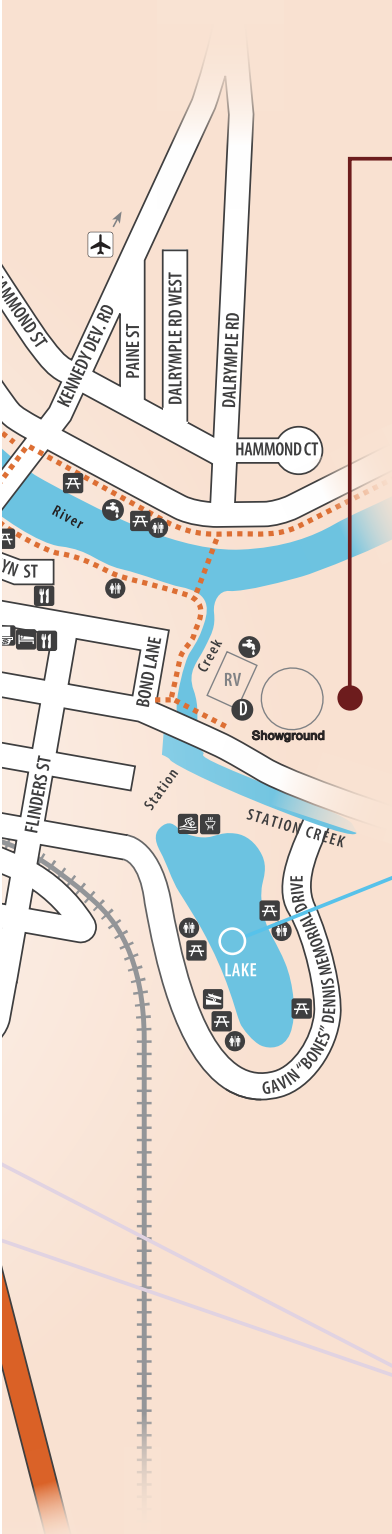 AMMOND ST
KENNEDY DEV. RD
PAINE ST
DALRYMPLE RD WEST
DALRYMPLE RD
HAMMOND CT
River
YN ST
BOND LANE
Creek
RV
D
Showground
FLINDERS ST
Station
STATION CREEK
LAKE
GAVIN "BONES" DENNIS MEMORIAL DRIVE